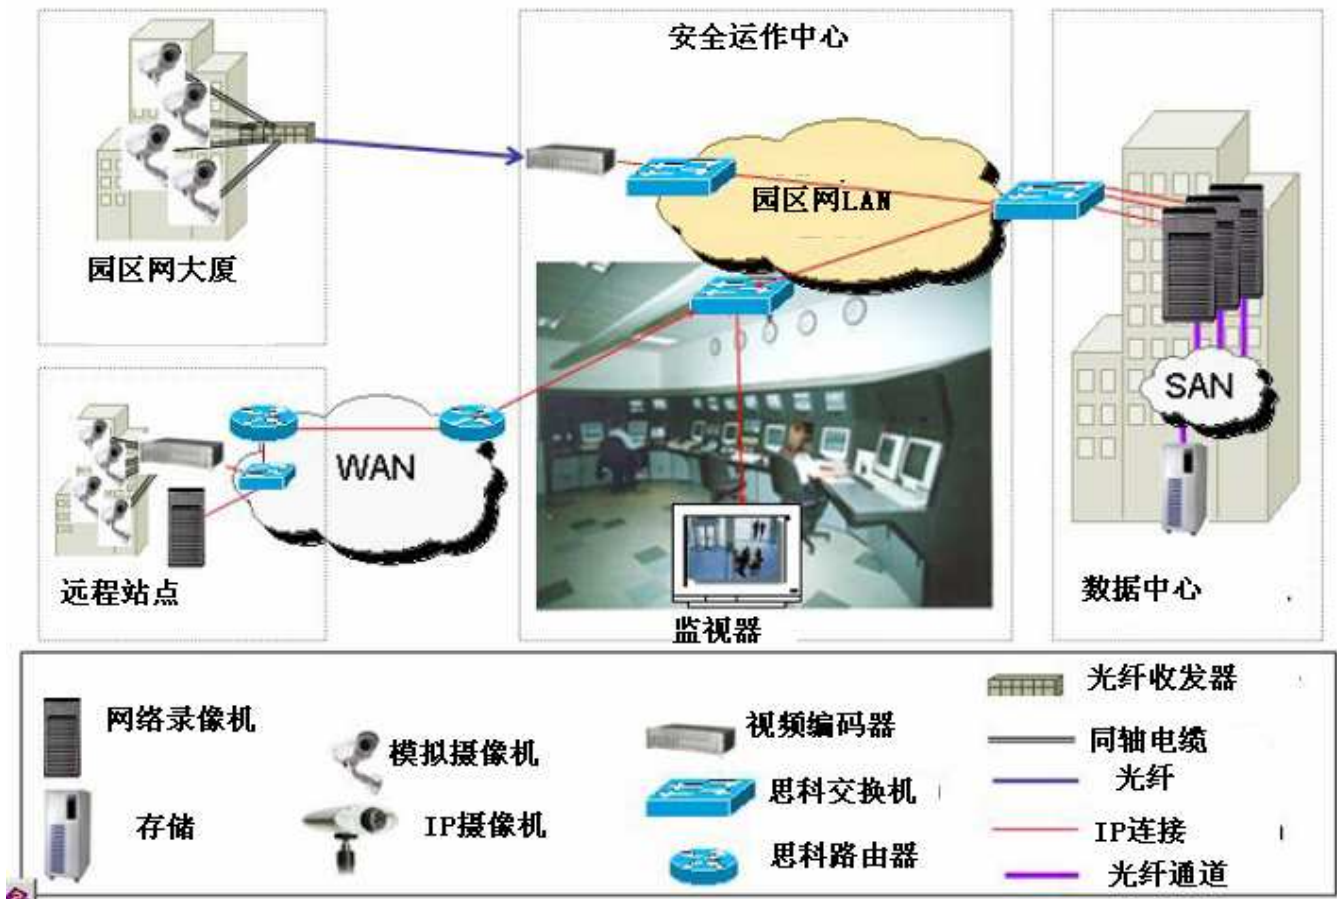 安全运作中心
园区网LAN
园区网大厦
SAN
WAN
远程站点
数据中心
监视器
网络录像机
模拟摄像机
视频编码器
光纤收发器
同轴电缆
思科交换机
光纤
存储
IP摄像机
IP连接
思科路由器
光纤通道